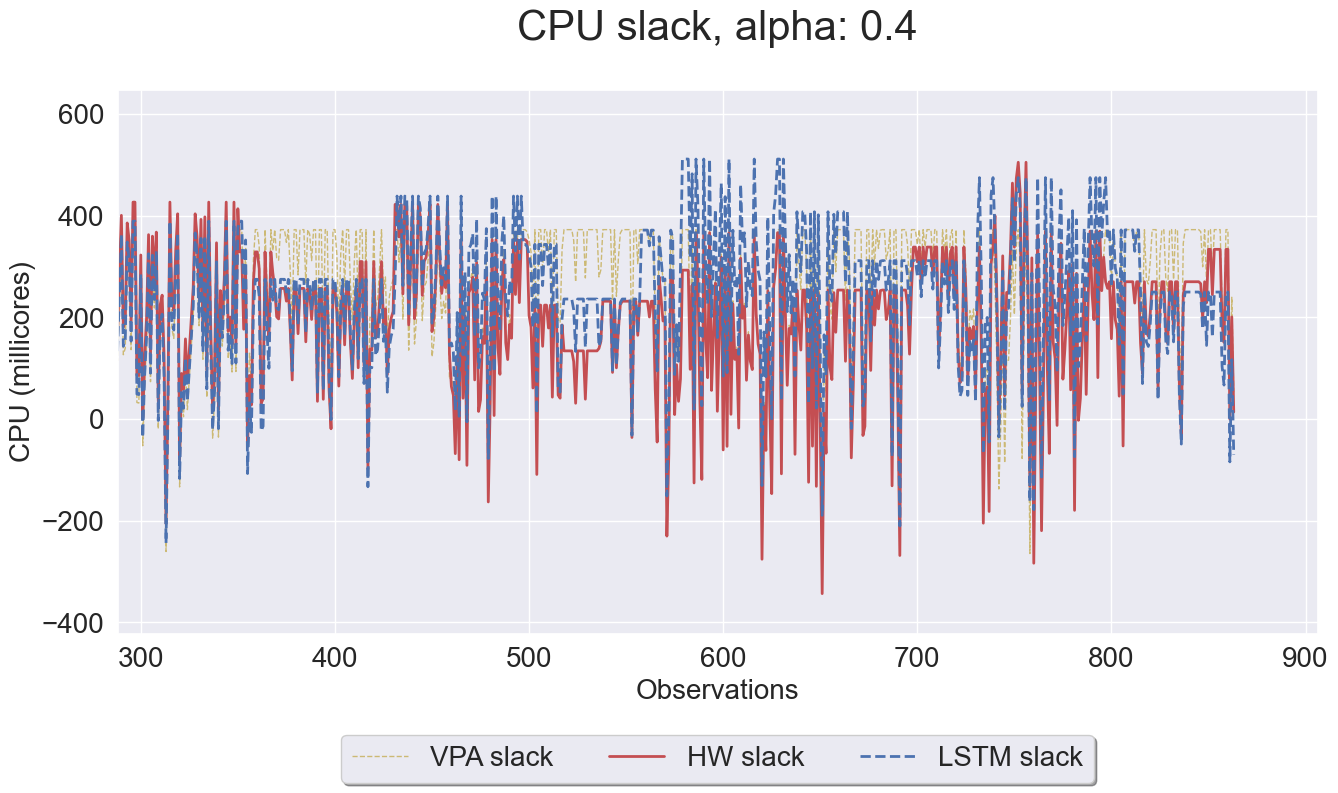 CPU slack, alpha: 0.4
600
400
200
0
−200
−400
CPU (millicores)
300 400 500 600 700 800 900
Observations
VPA slack HW slack LSTM slack